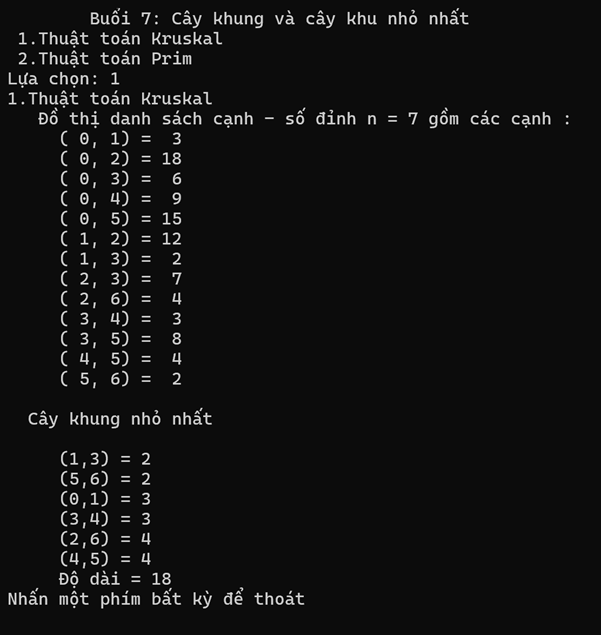 Buổi 7: Cây khung và cây khu nhỏ nhất
1.Thuật toán Kruskal
2.Thuật toán Prim
Lựa chọn: 1
1.Thuật toán Kruskal
Đồ thị danh sách cạnh - số đỉnh n = 7 gồm các cạnh :
( 0, 1) =  3
( 0, 2) = 18
( 0, 3) =  6
( 0, 4) =  9
( 0, 5) = 15
( 1, 2) = 12
( 1, 3) =  2
( 2, 3) =  7
( 2, 6) =  4
( 3, 4) =  3
( 3, 5) =  8
( 4, 5) =  4
( 5, 6) =  2
Cây khung nhỏ nhất
(1,3) = 2
(5,6) = 2
(0,1) = 3
(3,4) = 3
(2,6) = 4
(4,5) = 4
Độ dài = 18
Nhấn một phím bất kỳ để thoát